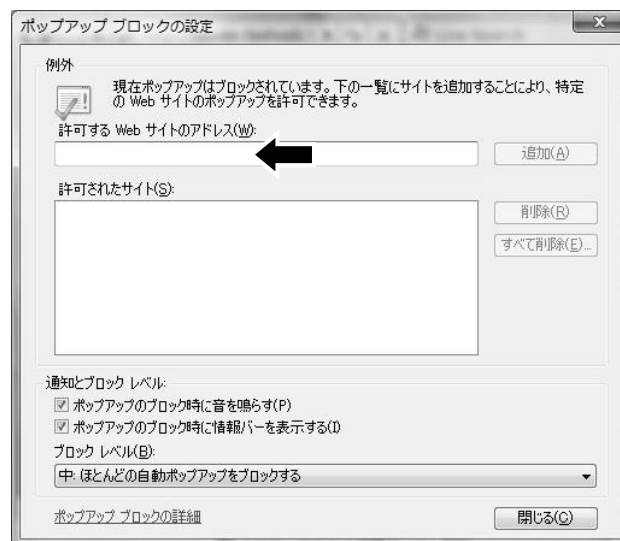 ポップアップ ブロックの設定
例外
現在ポップアップはブロックされています。下の一覧にサイトを追加することにより、特定
の Web サイトのポップアップを許可できます。
許可する Web サイトのアドレス(W):
追加(A)
許可されたサイト(S):
削除(R)
すべて削除(E)...
通知とブロック レベル:
ポップアップのブロック時に音を鳴らす(P)
ポップアップのブロック時に情報バーを表示する(I)
ブロック レベル(B):
中: ほとんどの自動ポップアップをブロックする
ポップアップ ブロックの詳細
閉じる(C)